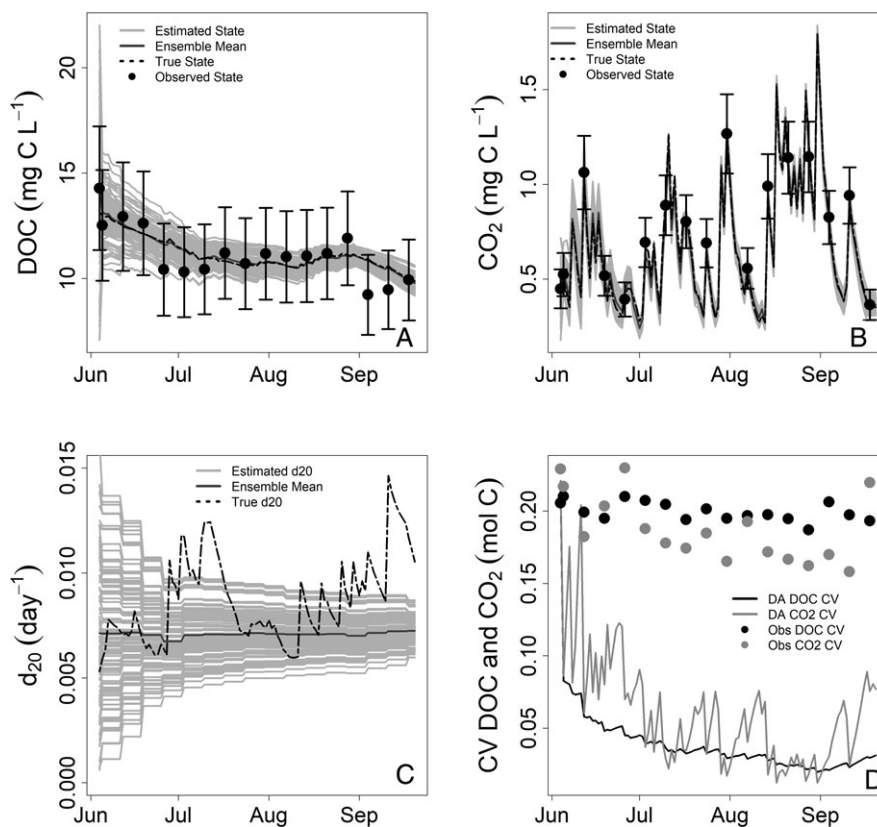 Estimated State
Ensemble Mean
True State
Observed State
DOC (mg C L⁻¹)
20
15
10
A
Jun
Jul
Aug
Sep
Estimated State
Ensemble Mean
True State
Observed State
CO₂ (mg C L⁻¹)
1.5
1.0
0.5
B
Jun
Jul
Aug
Sep
Estimated d20
Ensemble Mean
True d20
d₂₀ (day⁻¹)
0.015
0.010
0.005
0.000
C
Jun
Jul
Aug
Sep
CV DOC and CO₂ (mol C)
0.20
0.15
0.10
0.05
DA DOC CV
DA CO2 CV
Obs DOC CV
Obs CO2 CV
D
Jun
Jul
Aug
Sep